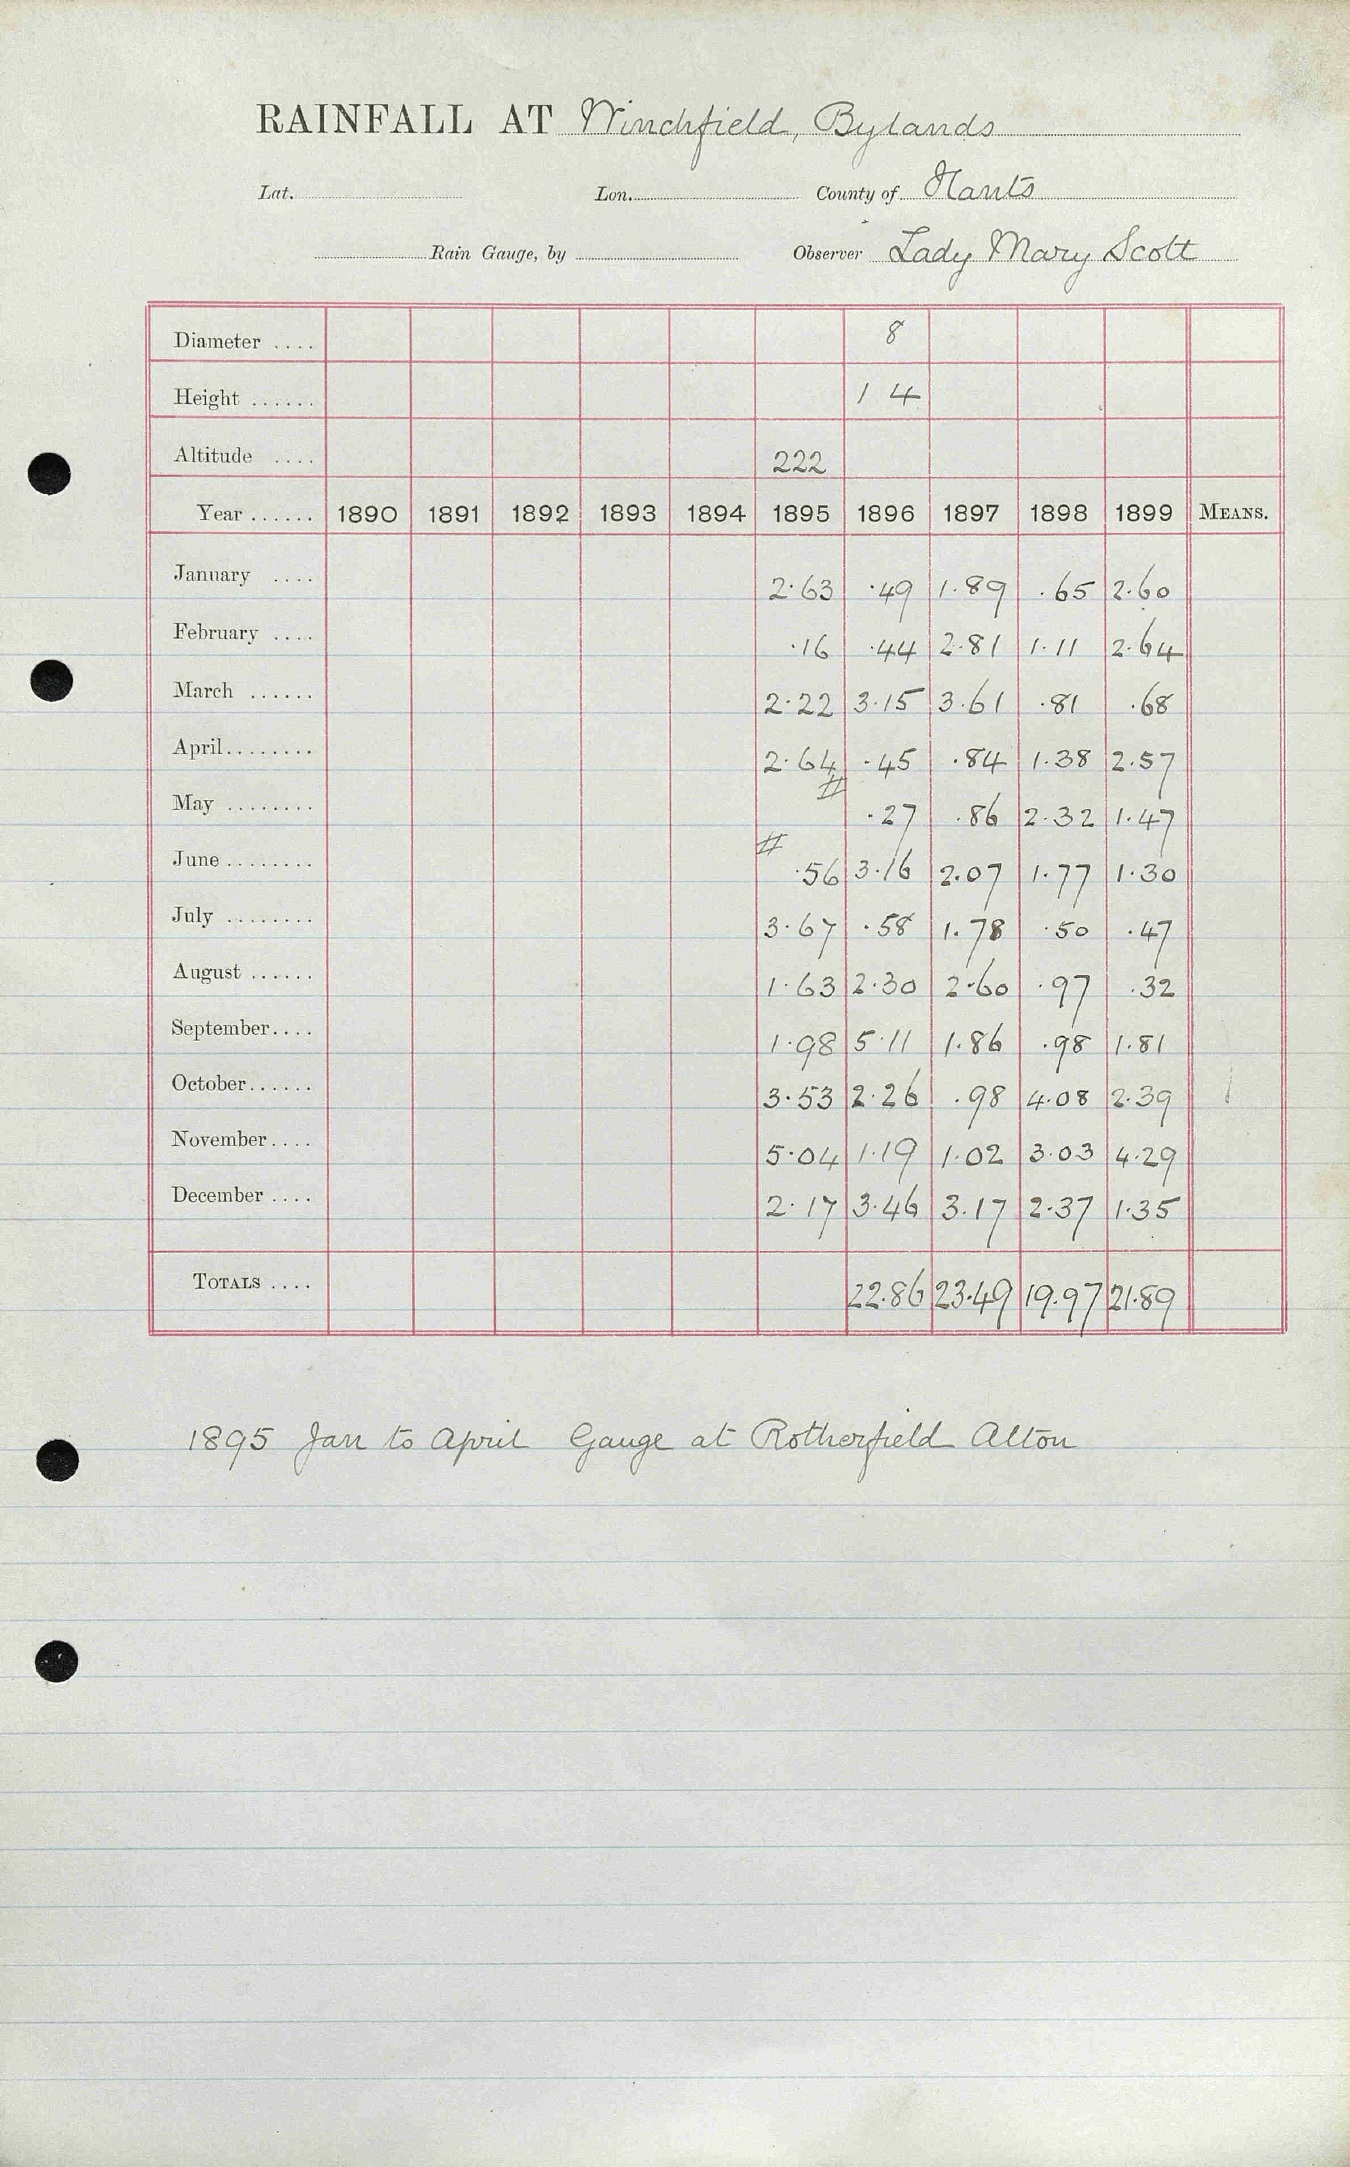 RAINFALL AT Winchfield, Bylands
Lat. Lon. County of Hants
Rain Gauge, by Observer Lady Mary Scott
Diameter .... 8
Height ...... 1 4
Altitude .... 222
Year ...... 1890 1891 1892 1893 1894 1895 1896 1897 1898 1899 MEANS.
January .... 2.63 .49 1.89 .65 2.60
February .... .16 .44 2.81 1.11 2.64
March ...... 2.22 3.15 3.61 .81 .68
April........ 2.64 .45 .84 1.38 2.57
#
May ........ .27 .86 2.32 1.47
#
June ........ .56 3.16 2.07 1.77 1.30
July ........ 3.67 .58 1.78 .50 .47
August ...... 1.63 2.30 2.60 .97 .32
September.... 1.98 5.11 1.86 .98 1.81
October...... 3.53 2.26 .98 4.08 2.39
November.... 5.04 1.19 1.02 3.03 4.29
December .... 2.17 3.46 3.17 2.37 1.35
TOTALS .... 22.86 23.49 19.97 21.89
1895 Jan to April Gauge at Rotherfield Alton